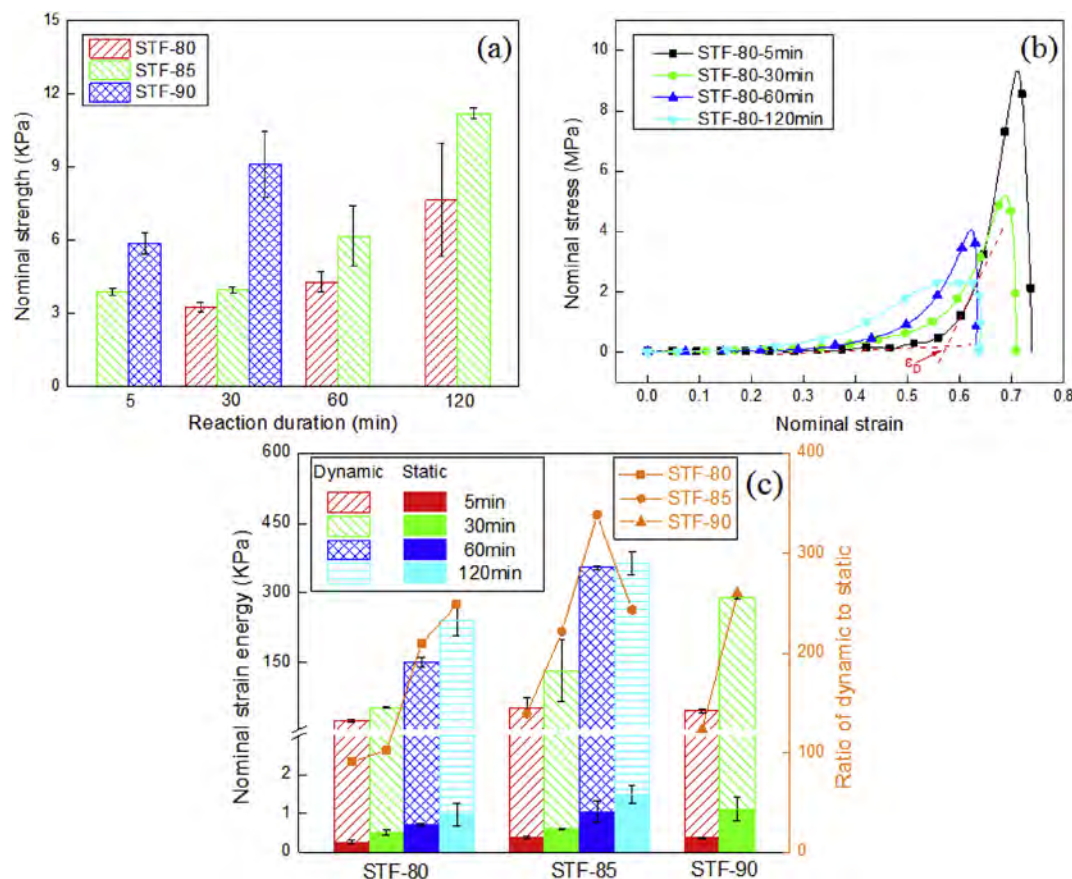 (a)
STF-80
STF-85
STF-90
Nominal strength (KPa)
15
12
9
6
3
0
5 30 60 120
Reaction duration (min)
(b)
STF-80-5min
STF-80-30min
STF-80-60min
STF-80-120min
Nominal stress (MPa)
10
8
6
4
2
0
εD
0.0 0.1 0.2 0.3 0.4 0.5 0.6 0.7 0.8
Nominal strain
(c)
Dynamic Static
5min
30min
60min
120min
STF-80
STF-85
STF-90
Nominal strain energy (KPa)
600
450
300
150
2
1
0
400
300
200
100
0
Ratio of dynamic to static
STF-80 STF-85 STF-90